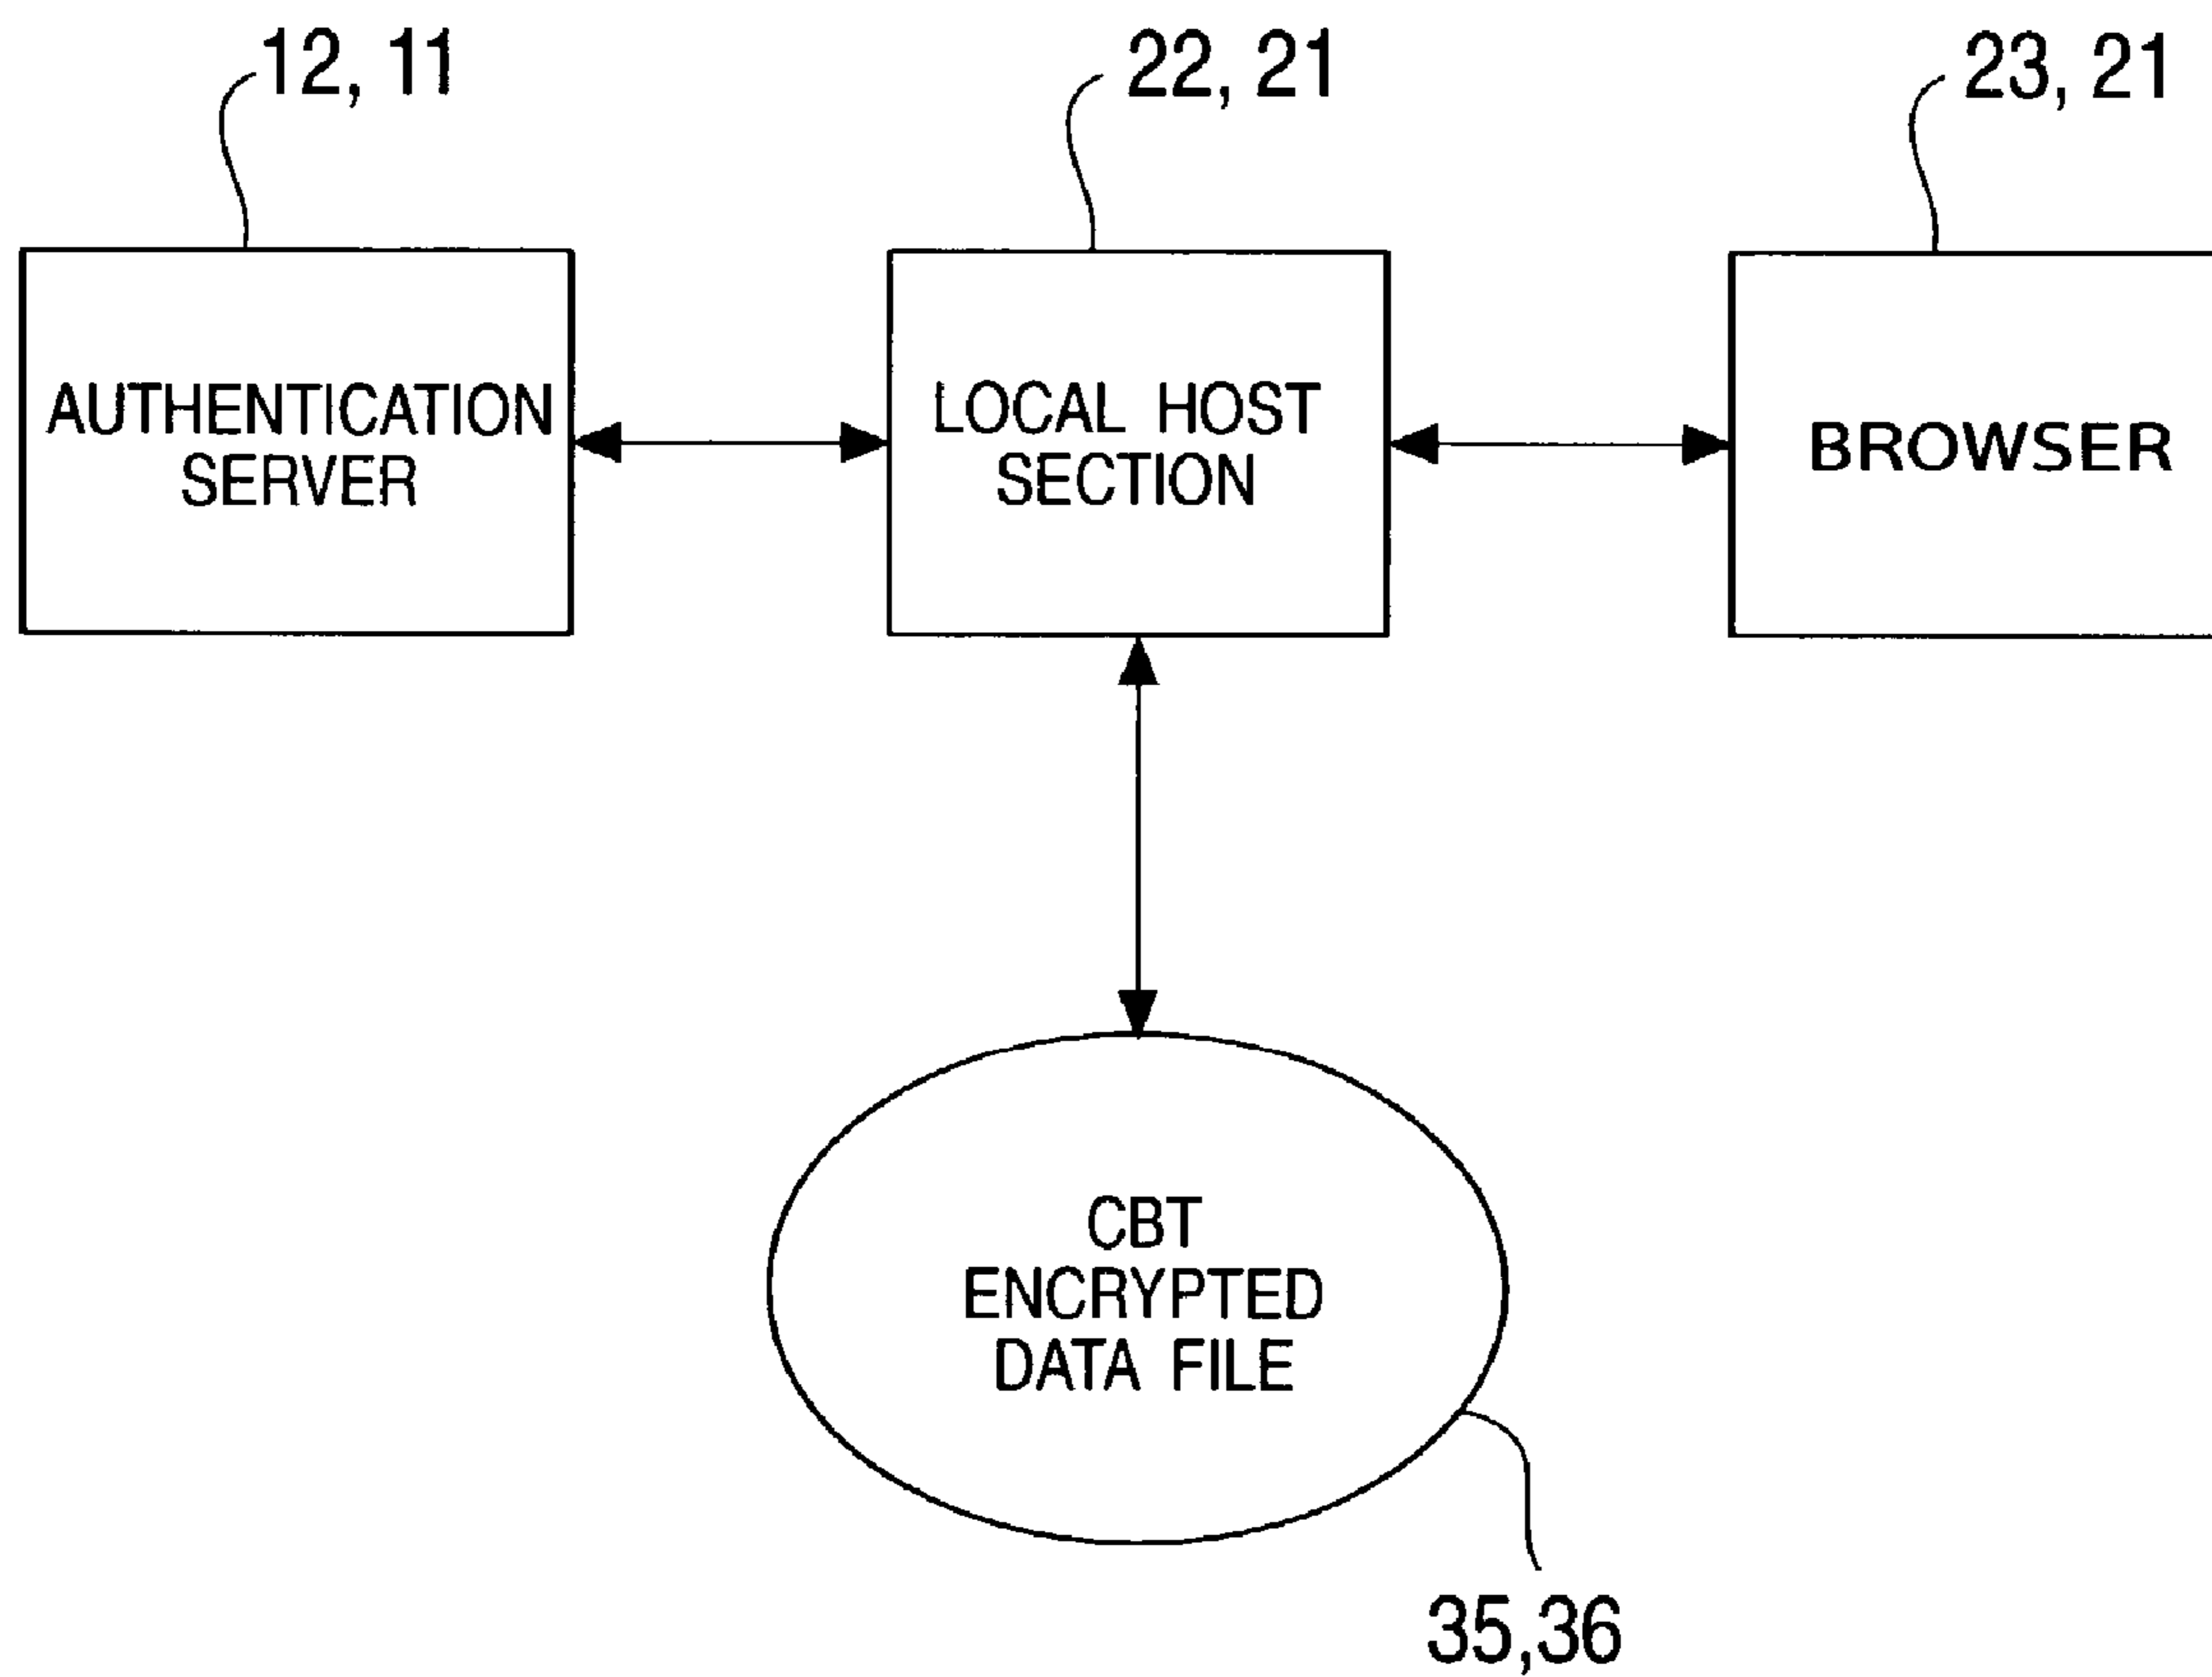 12, 11
22, 21
23, 21
AUTHENTICATION
SERVER
LOCAL HOST
SECTION
BROWSER
CBT
ENCRYPTED
DATA FILE
35,36